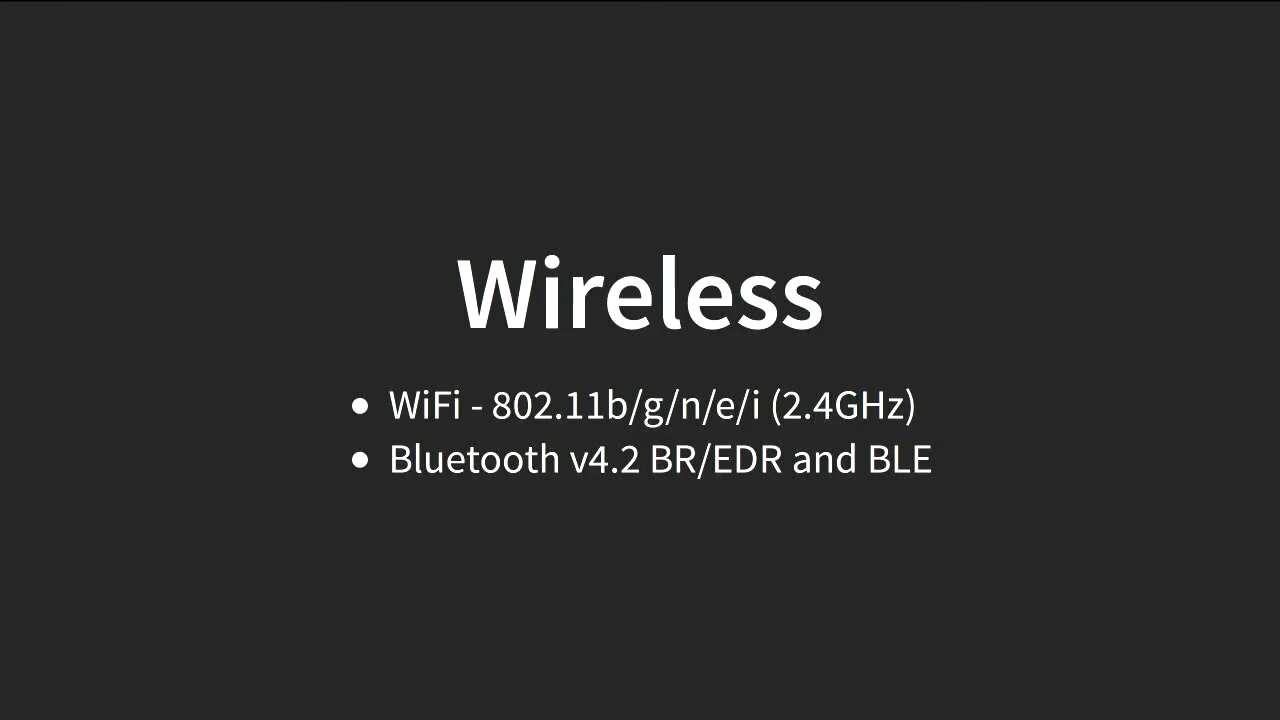 Wireless
• WiFi - 802.11b/g/n/e/i (2.4GHz)
• Bluetooth v4.2 BR/EDR and BLE